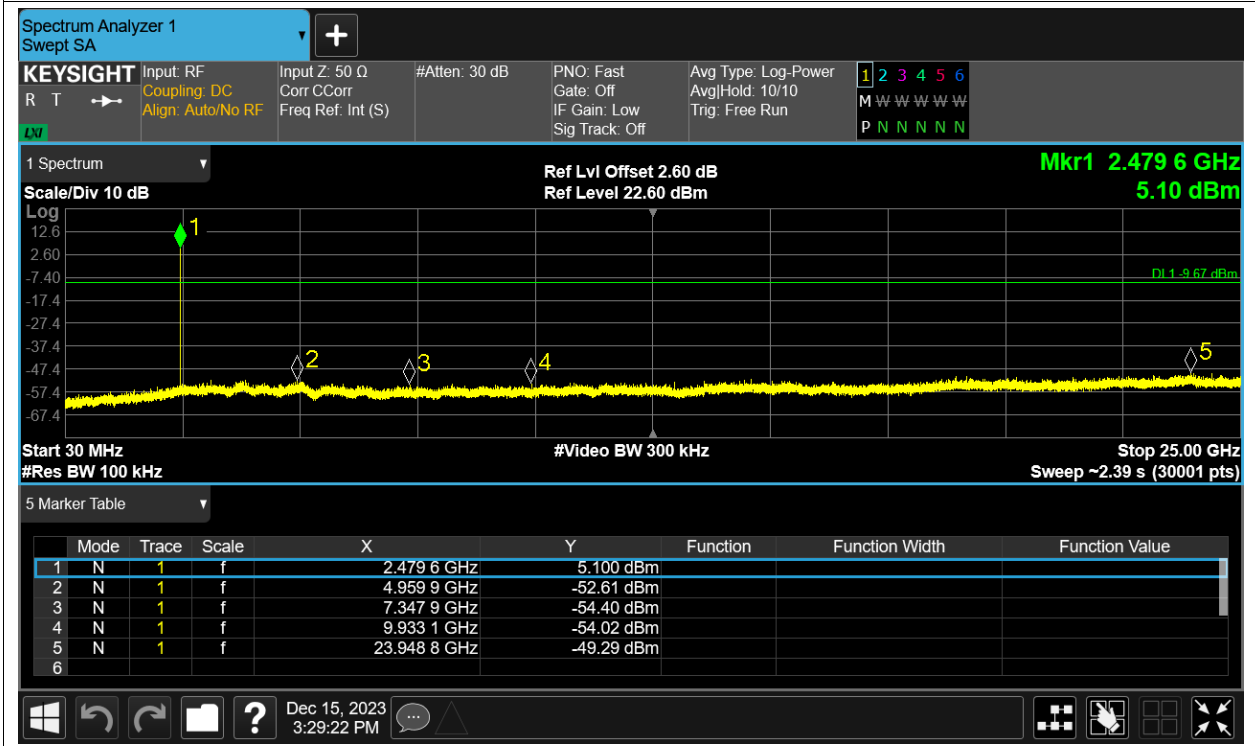 Spectrum Analyzer 1
Swept SA
KEYSIGHT
R T
LXI
Input: RF
Coupling: DC
Align: Auto/No RF
Input Z: 50 Ω
Corr CCorr
Freq Ref: Int (S)
#Atten: 30 dB
PNO: Fast
Gate: Off
IF Gain: Low
Sig Track: Off
Avg Type: Log-Power
Avg|Hold: 10/10
Trig: Free Run
1 2 3 4 5 6
M W W W W W
P N N N N N
1 Spectrum
Scale/Div 10 dB
Ref Lvl Offset 2.60 dB
Ref Level 22.60 dBm
Mkr1 2.479 6 GHz
5.10 dBm
Log
12.6
2.60
-7.40
-17.4
-27.4
-37.4
-47.4
-57.4
-67.4
1
2
3
4
5
DL1 -9.67 dBm
Start 30 MHz
#Video BW 300 kHz
Stop 25.00 GHz
#Res BW 100 kHz
Sweep ~2.39 s (30001 pts)
5 Marker Table
Mode Trace Scale X Y Function Function Width Function Value
1 N 1 f 2.479 6 GHz 5.100 dBm
2 N 1 f 4.959 9 GHz -52.61 dBm
3 N 1 f 7.347 9 GHz -54.40 dBm
4 N 1 f 9.933 1 GHz -54.02 dBm
5 N 1 f 23.948 8 GHz -49.29 dBm
6
?
Dec 15, 2023
3:29:22 PM